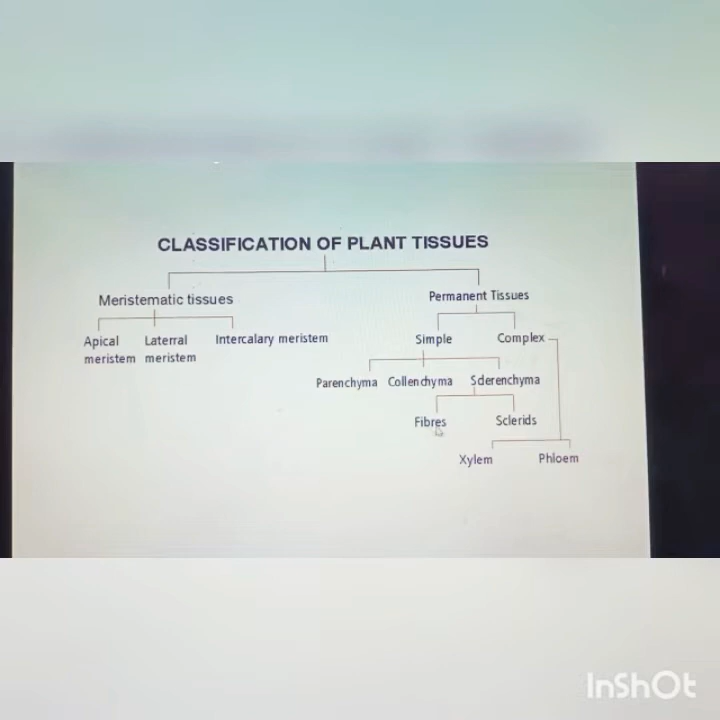 CLASSIFICATION OF PLANT TISSUES
Meristematic tissues
Permanent Tissues
Apical meristem
Laterral meristem
Intercalary meristem
Simple
Complex
Parenchyma
Collenchyma
Sderenchyma
Fibres
Sclerids
Xylem
Phloem
InShOt